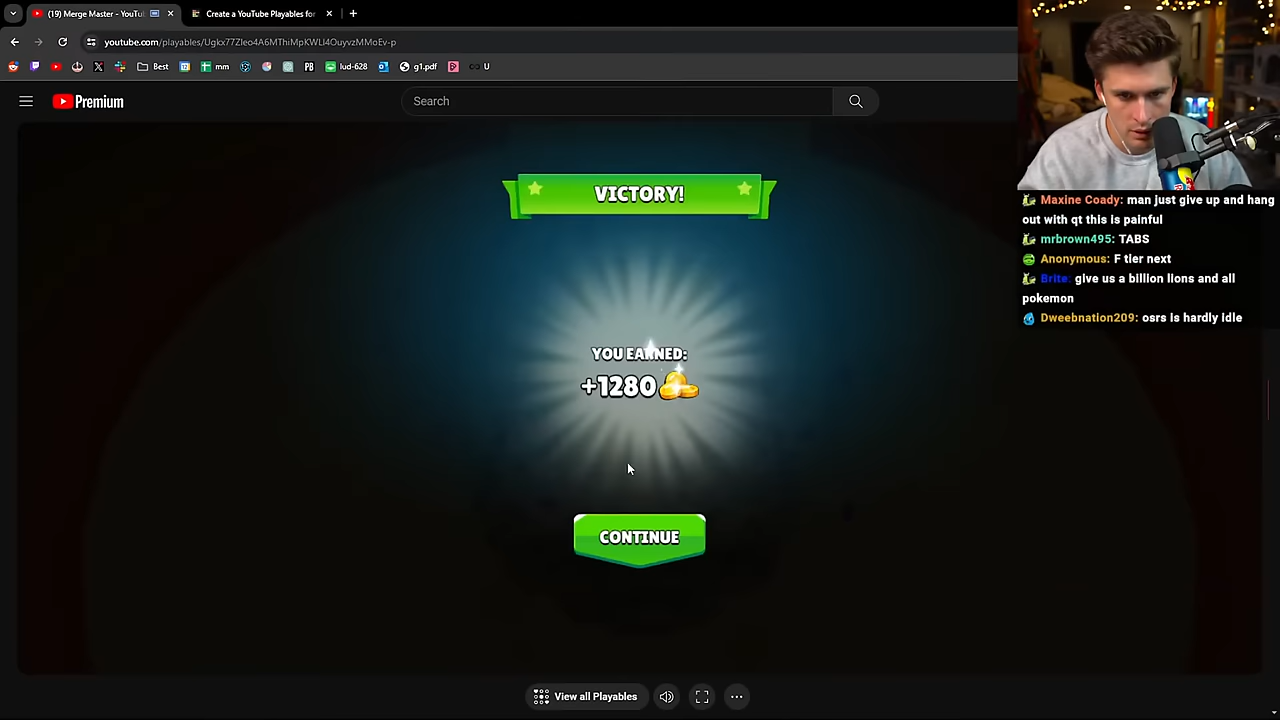 (19) Merge Master - YouTu
Create a YouTube Playables for
youtube.com/playables/Ugkx77Zleo4A6MThiMpKWLI4OuyvzMMoEv-p
Best
mm
PB
lud-628
g1.pdf
U
Premium
Search
VICTORY!
YOU EARNED:
+1280
CONTINUE
View all Playables
Maxine Coady: man just give up and hang
out with qt this is painful
mrbrown495: TABS
Anonymous: F tier next
Brite: give us a billion lions and all
pokemon
Dweebnation209: osrs is hardly idle